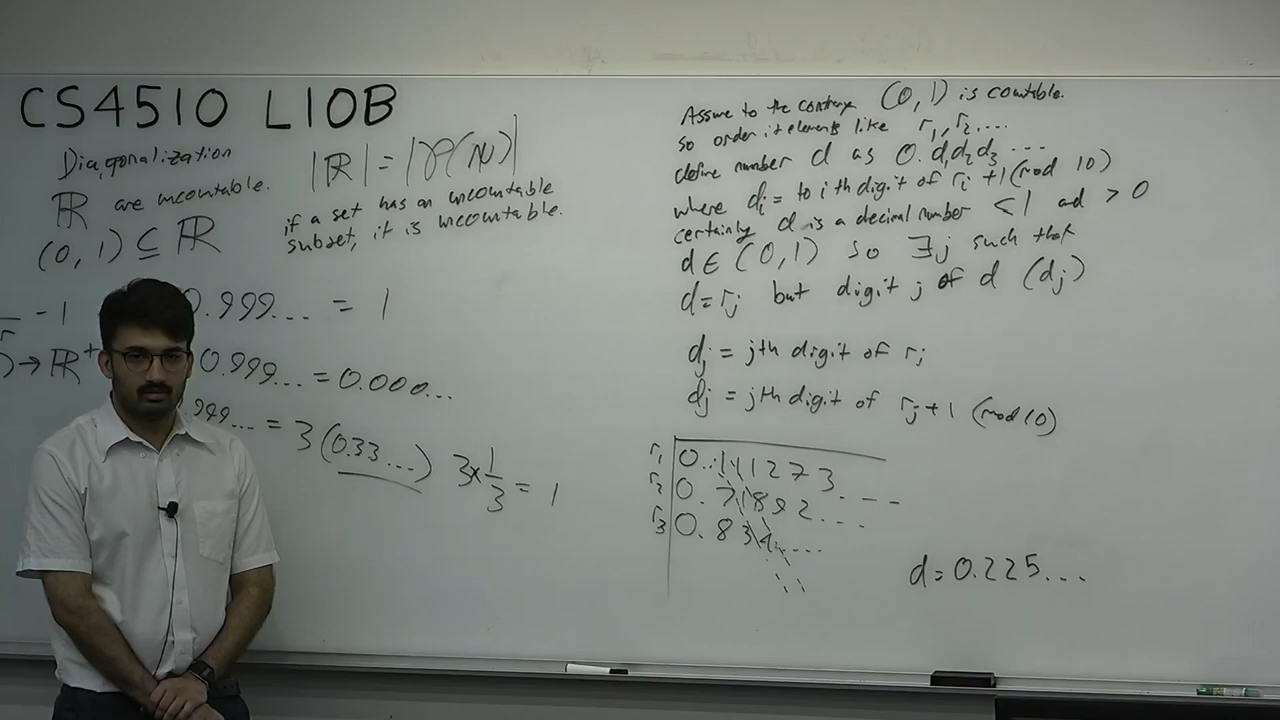 CS4510 L10B
Diagonalization
ℝ are uncountable.
(0, 1) ⊆ ℝ
|ℝ| = |𝒫(ℕ)|
if a set has an uncountable
subset, it is uncountable.
- 1
0.999... = 1
) → ℝ⁺
0.999... = 0.000...
999... = 3(0.33...) 3×1/3 = 1
Assume to the contrary (0, 1) is countable.
so order it elements like r₁, r₂ ....
define number d as 0.d₁d₂d₃ ...
where dᵢ = to ith digit of rᵢ +1 (mod 10)
certainly d is a decimal number < 1 ad > 0
d ∈ (0, 1) so ∃j such that
d = rⱼ but digit j of d (dⱼ)
dⱼ = jth digit of rⱼ
dⱼ = jth digit of rⱼ +1 (mod 10)
r₁ 0.141273. ---
r₂ 0.71892....
r₃ 0.834....
d = 0.225...